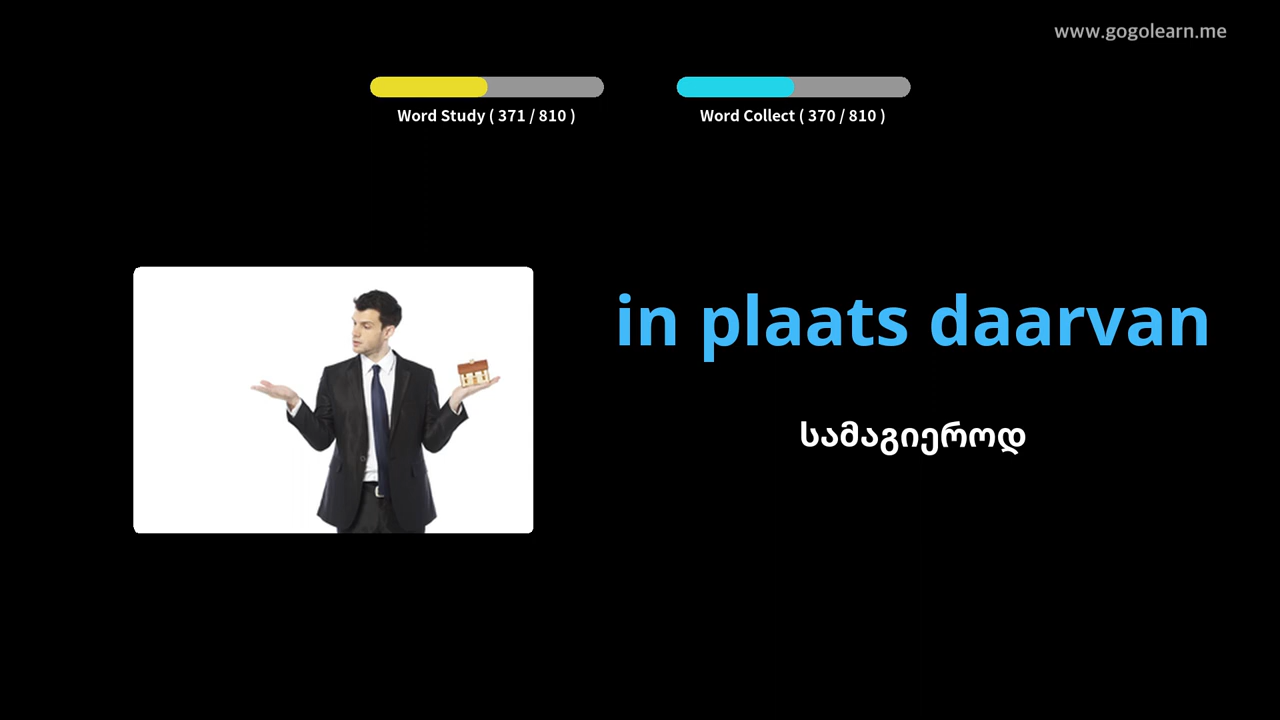 www.gogolearn.me
Word Study ( 371 / 810 )
Word Collect ( 370 / 810 )
in plaats daarvan
სამაგიეროდ